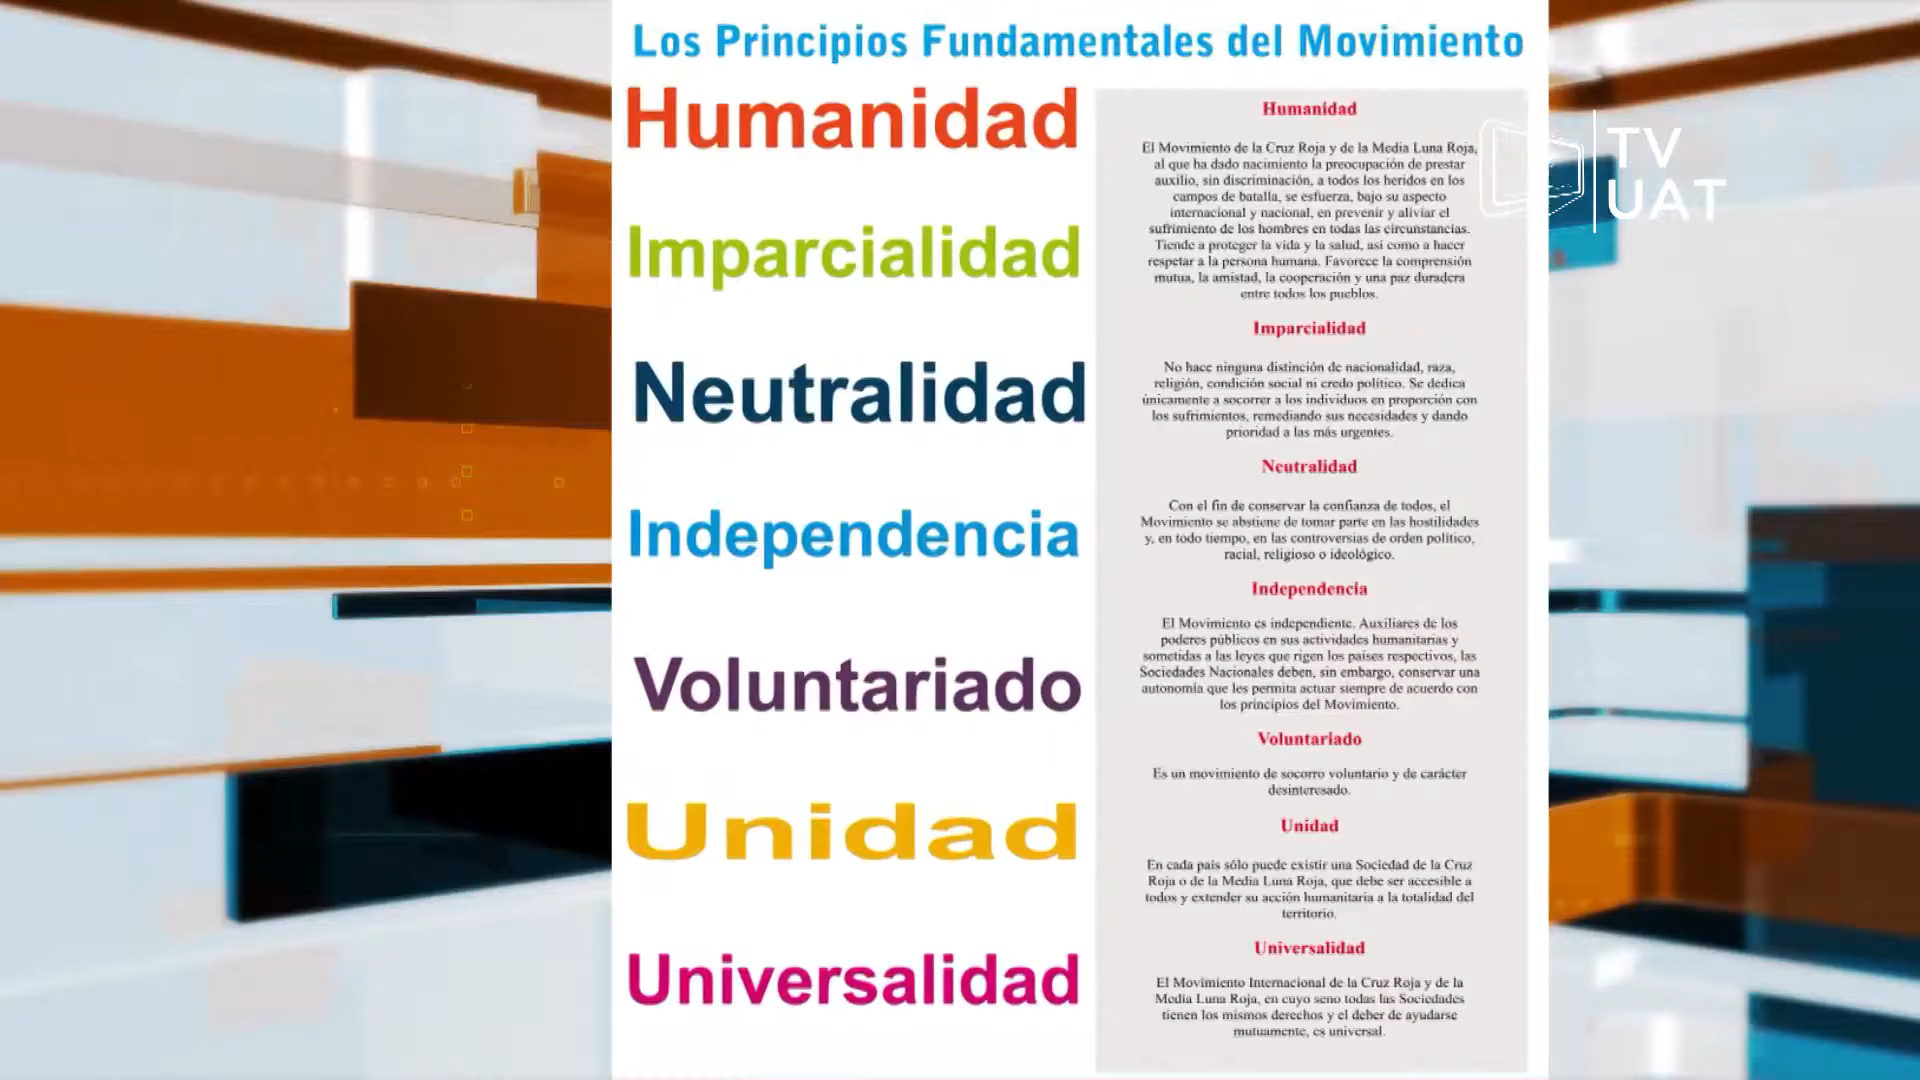 Los Principios Fundamentales del Movimiento
Humanidad
Imparcialidad
Neutralidad
Independencia
Voluntariado
Unidad
Universalidad
Humanidad
El Movimiento de la Cruz Roja y de la Media Luna Roja,
al que ha dado nacimiento la preocupación de prestar
auxilio, sin discriminación, a todos los heridos en los
campos de batalla, se esfuerza, bajo su aspecto
internacional y nacional, en prevenir y aliviar el
sufrimiento de los hombres en todas las circunstancias.
Tiende a proteger la vida y la salud, así como a hacer
respetar a la persona humana. Favorece la comprensión
mutua, la amistad, la cooperación y una paz duradera
entre todos los pueblos.
Imparcialidad
No hace ninguna distinción de nacionalidad, raza,
religión, condición social ni credo político. Se dedica
únicamente a socorrer a los individuos en proporción con
los sufrimientos, remediando sus necesidades y dando
prioridad a las más urgentes.
Neutralidad
Con el fin de conservar la confianza de todos, el
Movimiento se abstiene de tomar parte en las hostilidades
y, en todo tiempo, en las controversias de orden político,
racial, religioso o ideológico.
Independencia
El Movimiento es independiente. Auxiliares de los
poderes públicos en sus actividades humanitarias y
sometidas a las leyes que rigen los países respectivos, las
Sociedades Nacionales deben, sin embargo, conservar una
autonomía que les permita actuar siempre de acuerdo con
los principios del Movimiento.
Voluntariado
Es un movimiento de socorro voluntario y de carácter
desinteresado.
Unidad
En cada país sólo puede existir una Sociedad de la Cruz
Roja o de la Media Luna Roja, que debe ser accesible a
todos y extender su acción humanitaria a la totalidad del
territorio.
Universalidad
El Movimiento Internacional de la Cruz Roja y de la
Media Luna Roja, en cuyo seno todas las Sociedades
tienen los mismos derechos y el deber de ayudarse
mutuamente, es universal.
TV
UAT